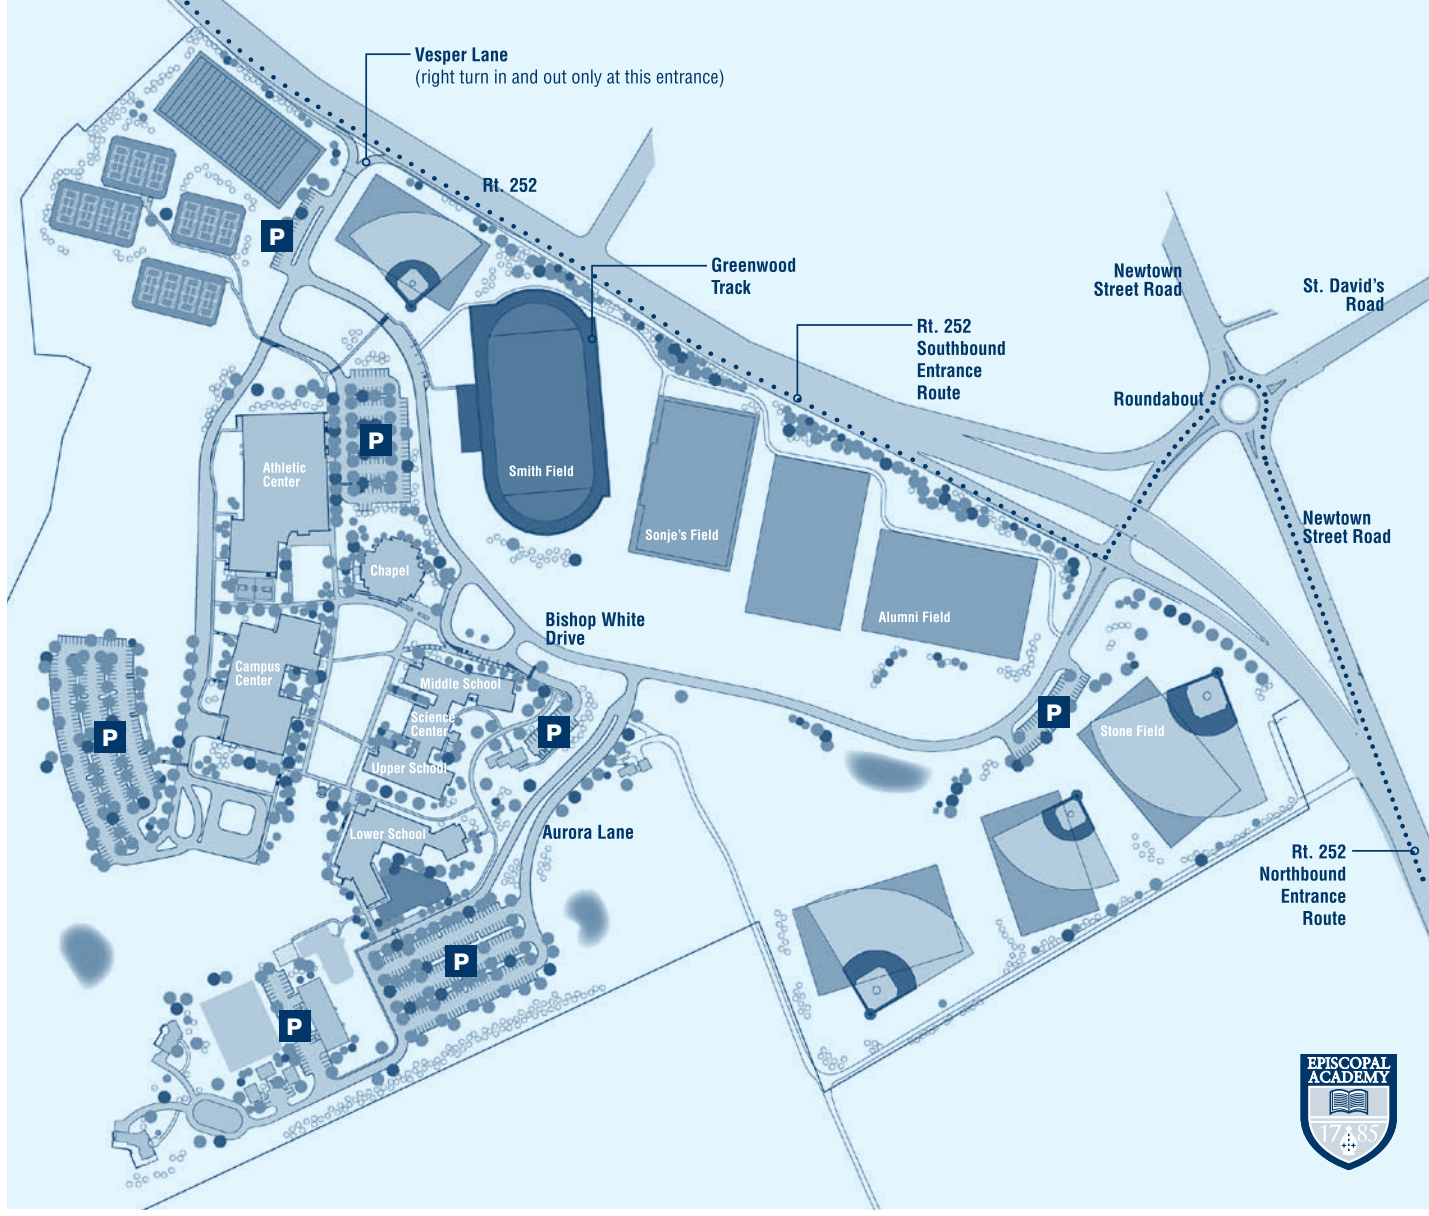 Vesper Lane
(right turn in and out only at this entrance)
Rt. 252
P
Greenwood
Track
Newtown
Street Road
St. David's
Road
Rt. 252
Southbound
Entrance
Route
Roundabout
P
Athletic
Center
Smith Field
Sonje's Field
Newtown
Street Road
Chapel
Alumni Field
Bishop White
Drive
Campus
Center
Middle School
Science
Center
P
P
P
Stone Field
Upper School
Lower School
Aurora Lane
Rt. 252
Northbound
Entrance
Route
P
P
EPISCOPAL
ACADEMY
1785